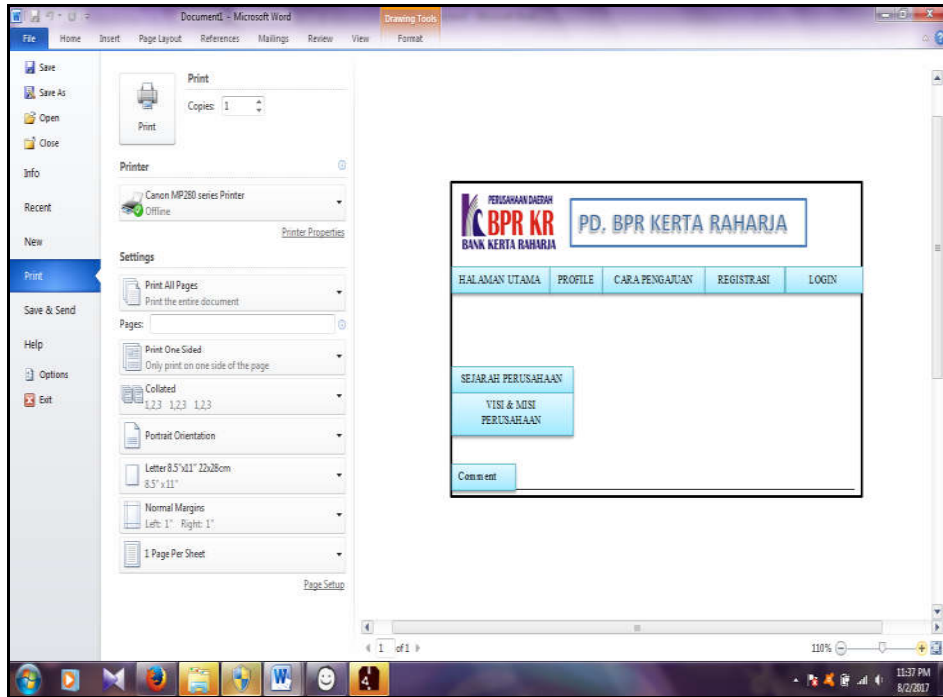 Document1 - Microsoft Word
Drawing Tools
File Home Insert Page Layout References Mailings Review View Format
Save
Save As
Open
Close
Info
Recent
New
Print
Save & Send
Help
Options
Exit
Print
Copies: 1
Print
Printer
Canon MP280 series Printer
Offline
Printer Properties
Settings
Print All Pages
Print the entire document
Pages:
Print One Sided
Only print on one side of the page
Collated
1,2,3 1,2,3 1,2,3
Portrait Orientation
Letter 8.5"x11" 22x28cm
8.5" x 11"
Normal Margins
Left: 1" Right: 1"
1 Page Per Sheet
Page Setup
PERUSAHAAN DAERAH
BPR KR
BANK KERTA RAHARJA
PD. BPR KERTA RAHARJA
HALAMAN UTAMA PROFILE CARA PENGAJUAN REGISTRASI LOGIN
SEJARAH PERUSAHAAN
VISI & MISI
PERUSAHAAN
Comment
1 of 1
110%
11:37 PM
8/2/2017